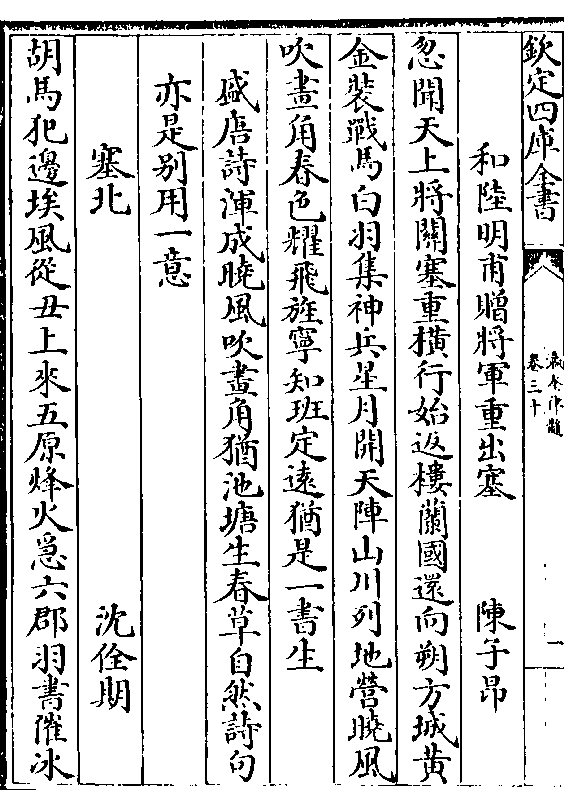 欽定四庫全書
瀛奎律髓
卷三十
一
和陸明甫贈將軍重出塞 陳子昂
忽聞天上將關塞重橫行始返樓蘭國還向朔方城黃
金裝戰馬白羽集神兵星月開天陣山川列地營曉風
吹畫角春色耀飛旌寧知班定遠猶是一書生
盛唐詩渾成曉風吹畫角猶池塘生春草自然詩句
亦是别用一意
塞北 沈佺期
胡馬犯邊埃風從丑上來五原烽火急六郡羽書催冰